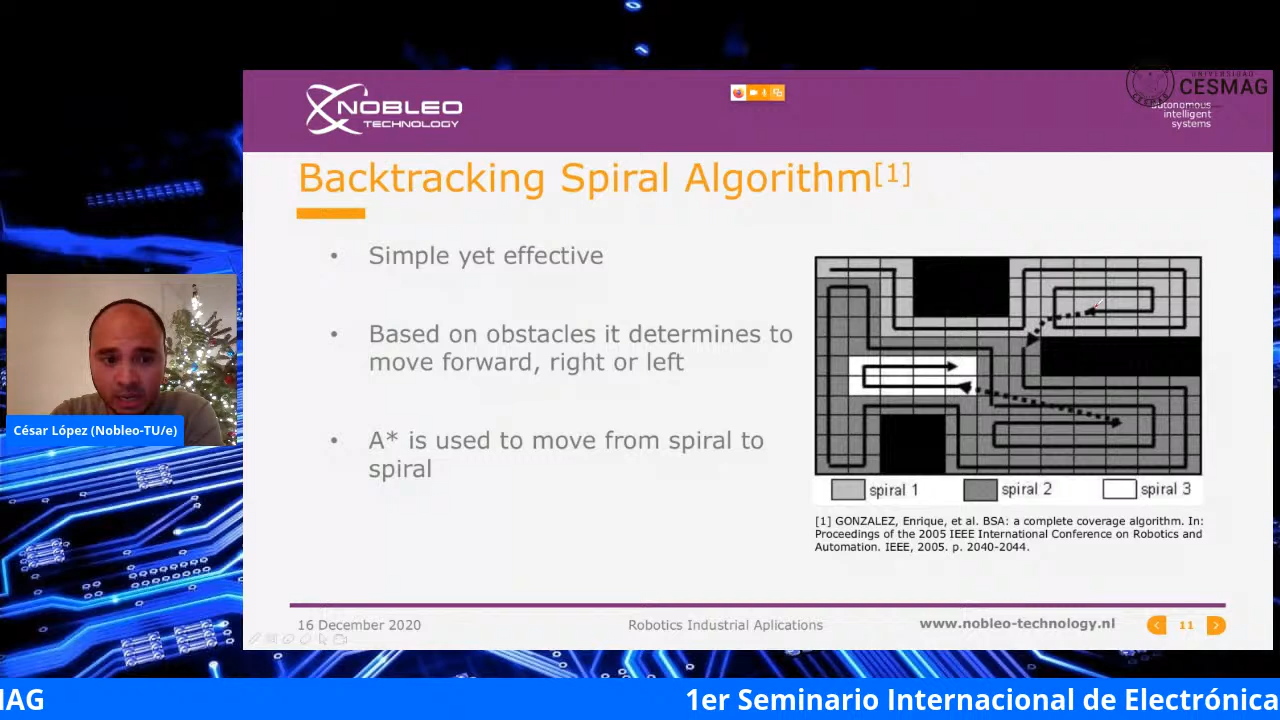 NOBLEO
TECHNOLOGY
UNIVERSIDAD
CESMAG
autonomous
intelligent
systems
Backtracking Spiral Algorithm[1]
• Simple yet effective
• Based on obstacles it determines to
move forward, right or left
• A* is used to move from spiral to
spiral
spiral 1 spiral 2 spiral 3
[1] GONZALEZ, Enrique, et al. BSA: a complete coverage algorithm. In:
Proceedings of the 2005 IEEE International Conference on Robotics and
Automation. IEEE, 2005. p. 2040-2044.
César López (Nobleo-TU/e)
16 December 2020 Robotics Industrial Aplications www.nobleo-technology.nl 11
MAG 1er Seminario Internacional de Electrónica